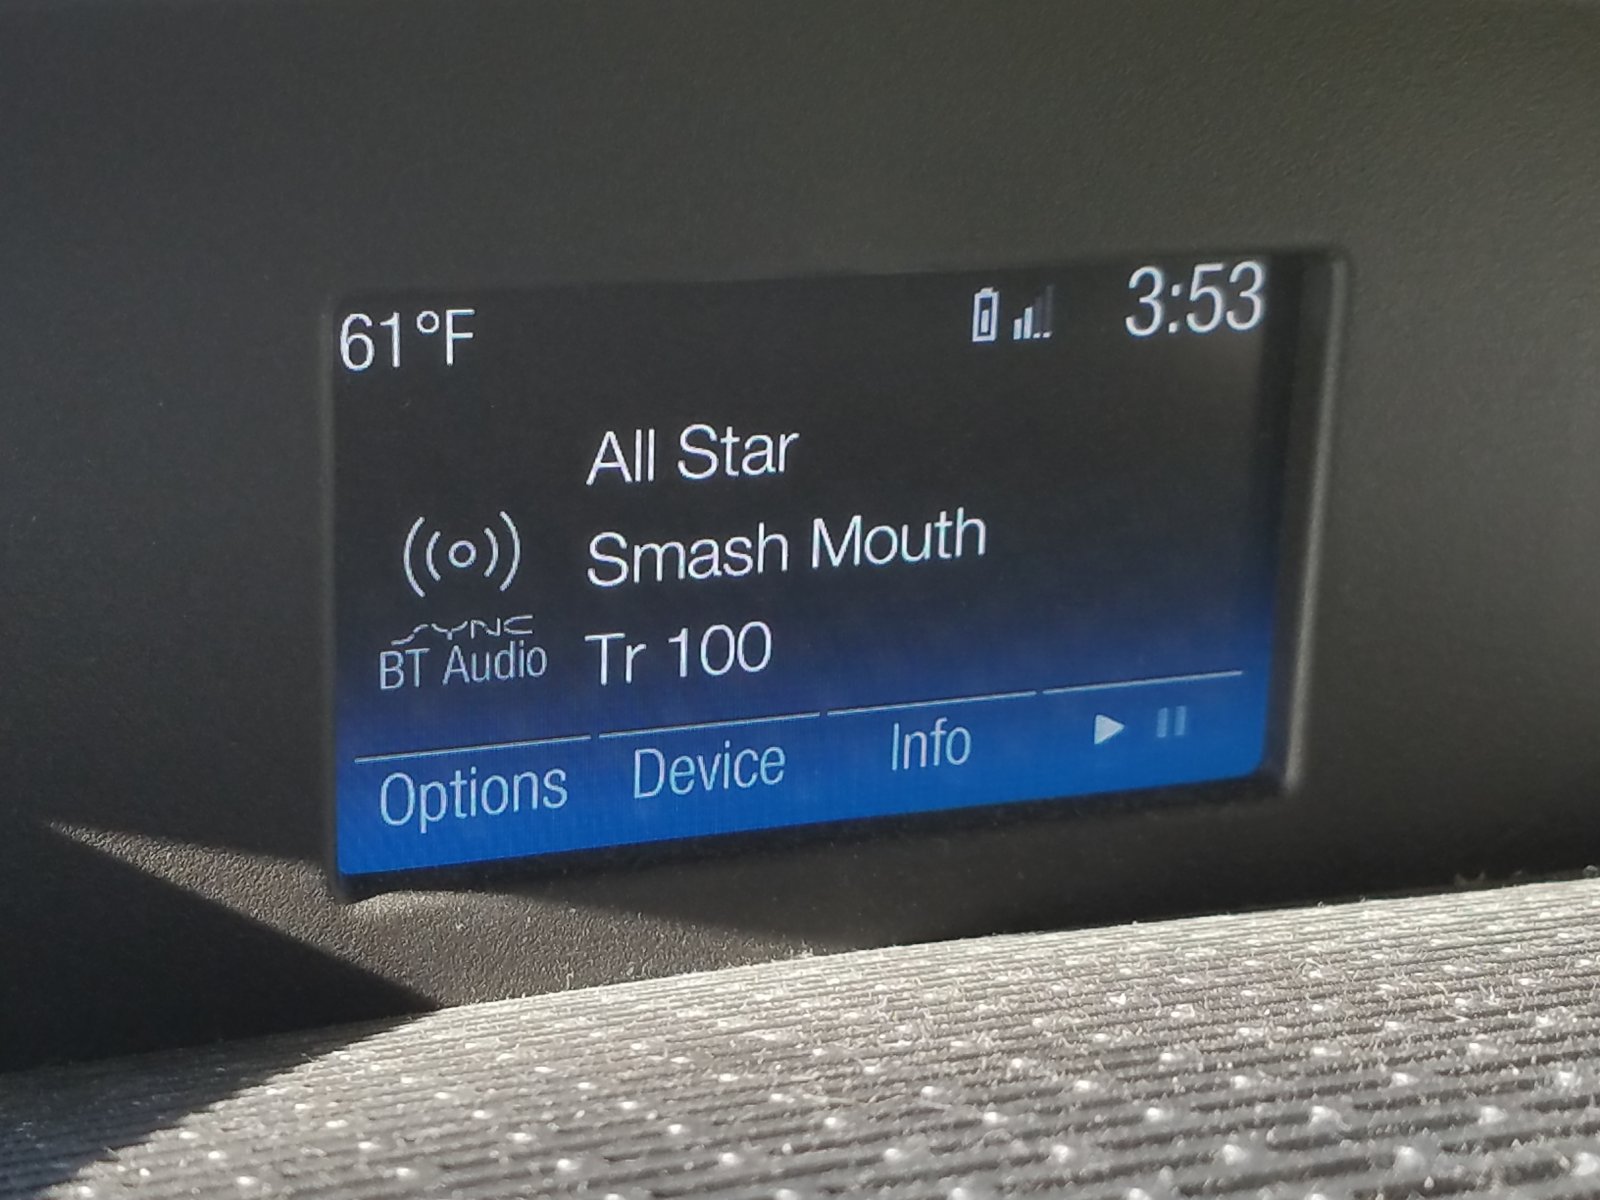 61°F 3:53
All Star
Smash Mouth
SYNC
BT Audio
Tr 100
Options Device Info